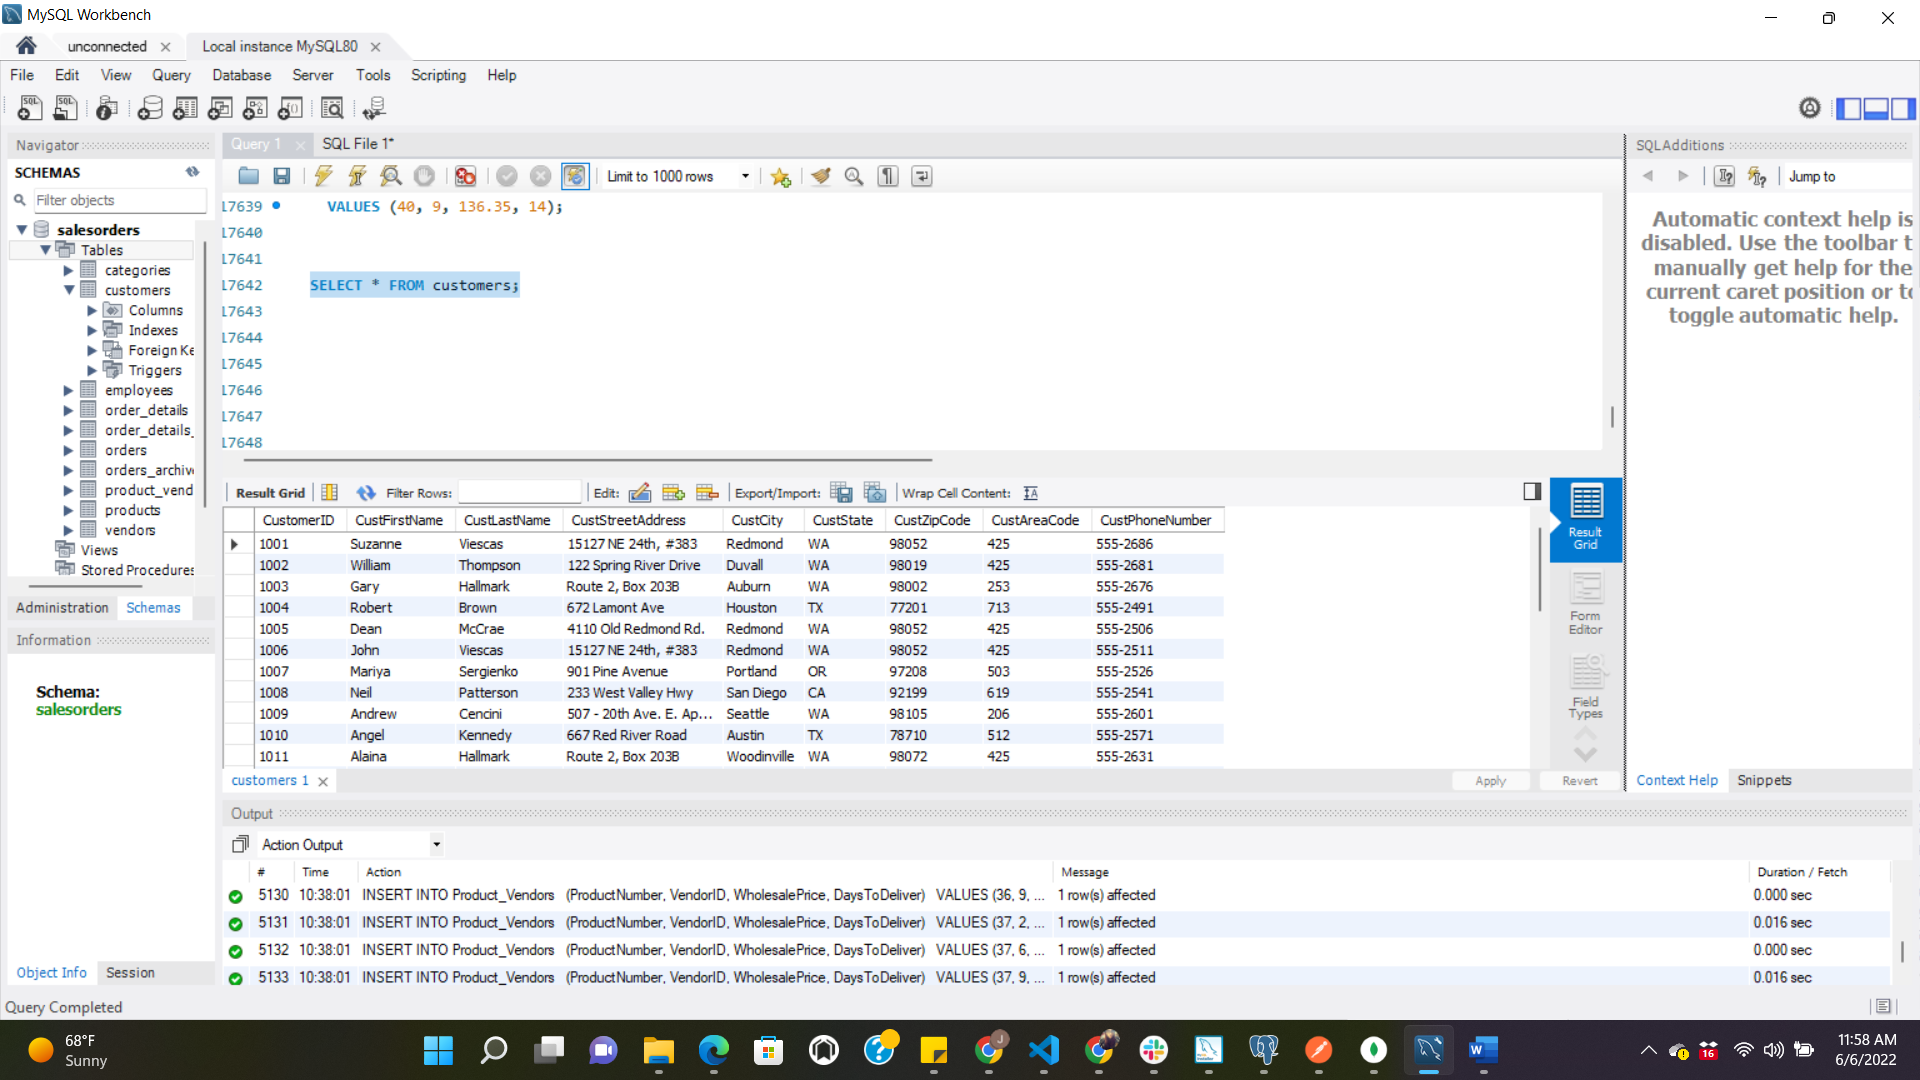 MySQL Workbench
unconnected
Local instance MySQL80
File Edit View Query Database Server Tools Scripting Help
Navigator
SCHEMAS
Filter objects
salesorders
Tables
categories
customers
Columns
Indexes
Foreign Ke
Triggers
employees
order_details
order_details_
orders
orders_archiv
product_vend
products
vendors
Views
Stored Procedures
Administration Schemas
Information
Schema:
salesorders
Object Info Session
Query 1 SQL File 1*
Limit to 1000 rows
17639 VALUES (40, 9, 136.35, 14);
17640
17641
17642 SELECT * FROM customers;
17643
17644
17645
17646
17647
17648
Result Grid Filter Rows: Edit: Export/Import: Wrap Cell Content:
CustomerID CustFirstName CustLastName CustStreetAddress CustCity CustState CustZipCode CustAreaCode CustPhoneNumber
1001 Suzanne Viescas 15127 NE 24th, #383 Redmond WA 98052 425 555-2686
1002 William Thompson 122 Spring River Drive Duvall WA 98019 425 555-2681
1003 Gary Hallmark Route 2, Box 203B Auburn WA 98002 253 555-2676
1004 Robert Brown 672 Lamont Ave Houston TX 77201 713 555-2491
1005 Dean McCrae 4110 Old Redmond Rd. Redmond WA 98052 425 555-2506
1006 John Viescas 15127 NE 24th, #383 Redmond WA 98052 425 555-2511
1007 Mariya Sergienko 901 Pine Avenue Portland OR 97208 503 555-2526
1008 Neil Patterson 233 West Valley Hwy San Diego CA 92199 619 555-2541
1009 Andrew Cencini 507 - 20th Ave. E. Ap... Seattle WA 98105 206 555-2601
1010 Angel Kennedy 667 Red River Road Austin TX 78710 512 555-2571
1011 Alaina Hallmark Route 2, Box 203B Woodinville WA 98072 425 555-2631
customers 1
Apply Revert
Result
Grid
Form
Editor
Field
Types
SQLAdditions
Jump to
Automatic context help is
disabled. Use the toolbar t
manually get help for the
current caret position or to
toggle automatic help.
Context Help Snippets
Output
Action Output
# Time Action Message Duration / Fetch
5130 10:38:01 INSERT INTO Product_Vendors (ProductNumber, VendorID, WholesalePrice, DaysToDeliver) VALUES (36, 9, ... 1 row(s) affected 0.000 sec
5131 10:38:01 INSERT INTO Product_Vendors (ProductNumber, VendorID, WholesalePrice, DaysToDeliver) VALUES (37, 2, ... 1 row(s) affected 0.016 sec
5132 10:38:01 INSERT INTO Product_Vendors (ProductNumber, VendorID, WholesalePrice, DaysToDeliver) VALUES (37, 6, ... 1 row(s) affected 0.000 sec
5133 10:38:01 INSERT INTO Product_Vendors (ProductNumber, VendorID, WholesalePrice, DaysToDeliver) VALUES (37, 9, ... 1 row(s) affected 0.016 sec
Query Completed
68°F
Sunny
16
11:58 AM
6/6/2022